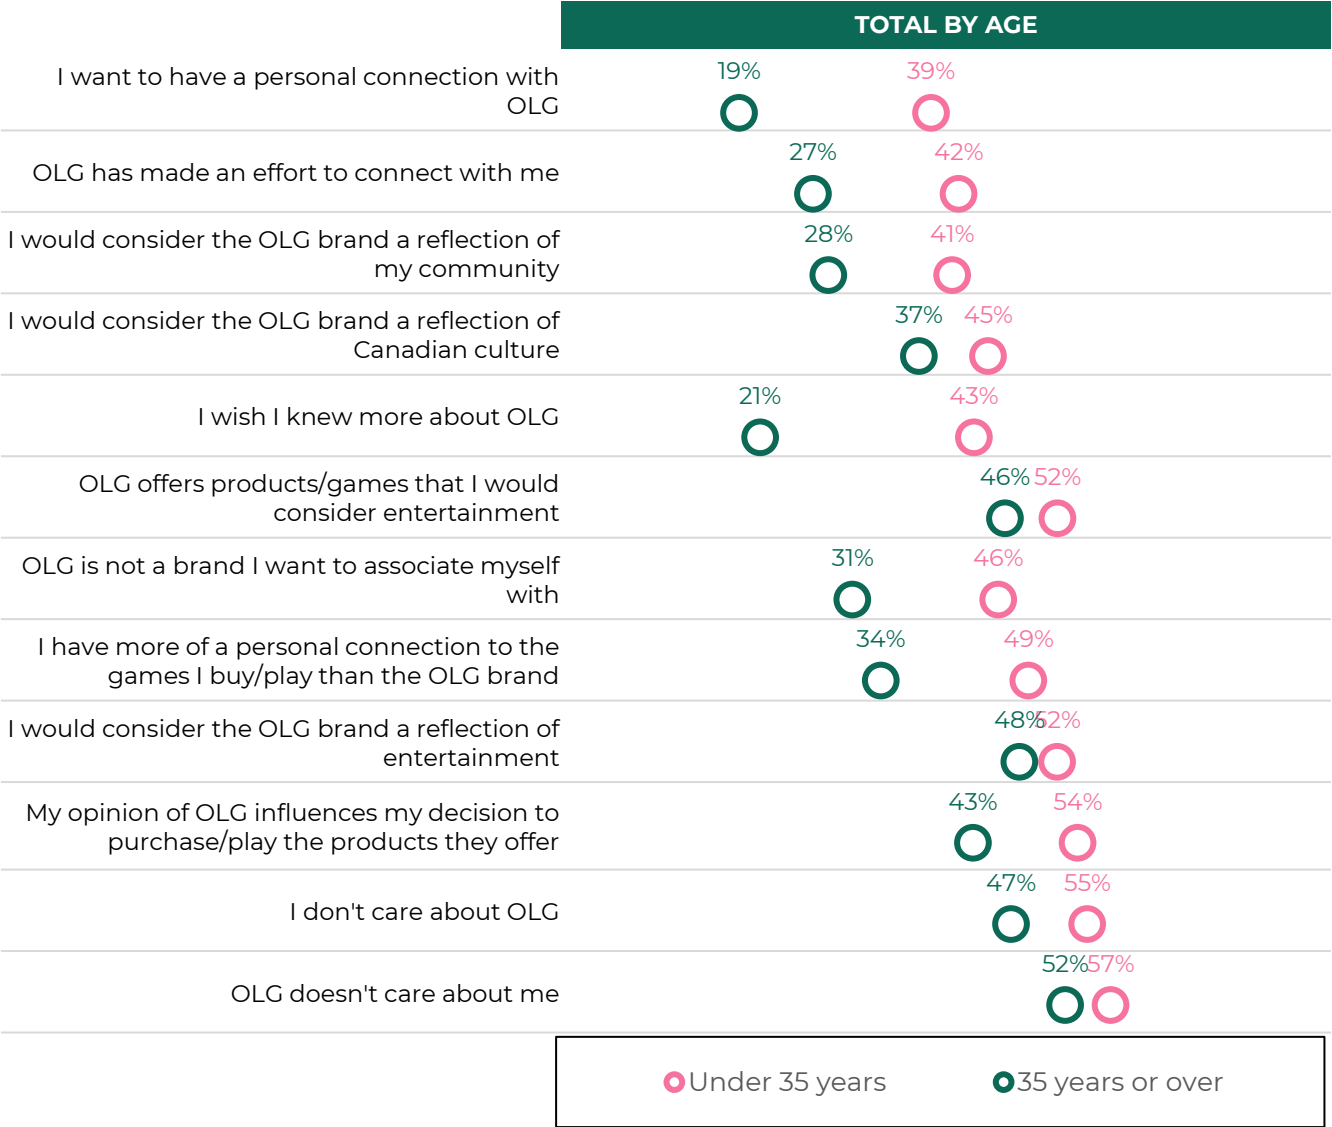 TOTAL BY AGE
I want to have a personal connection with
OLG
19% 39%
OLG has made an effort to connect with me
27% 42%
I would consider the OLG brand a reflection of
my community
28% 41%
I would consider the OLG brand a reflection of
Canadian culture
37% 45%
I wish I knew more about OLG
21% 43%
OLG offers products/games that I would
consider entertainment
46% 52%
OLG is not a brand I want to associate myself
with
31% 46%
I have more of a personal connection to the
games I buy/play than the OLG brand
34% 49%
I would consider the OLG brand a reflection of
entertainment
48% 52%
My opinion of OLG influences my decision to
purchase/play the products they offer
43% 54%
I don't care about OLG
47% 55%
OLG doesn't care about me
52% 57%
Under 35 years
35 years or over